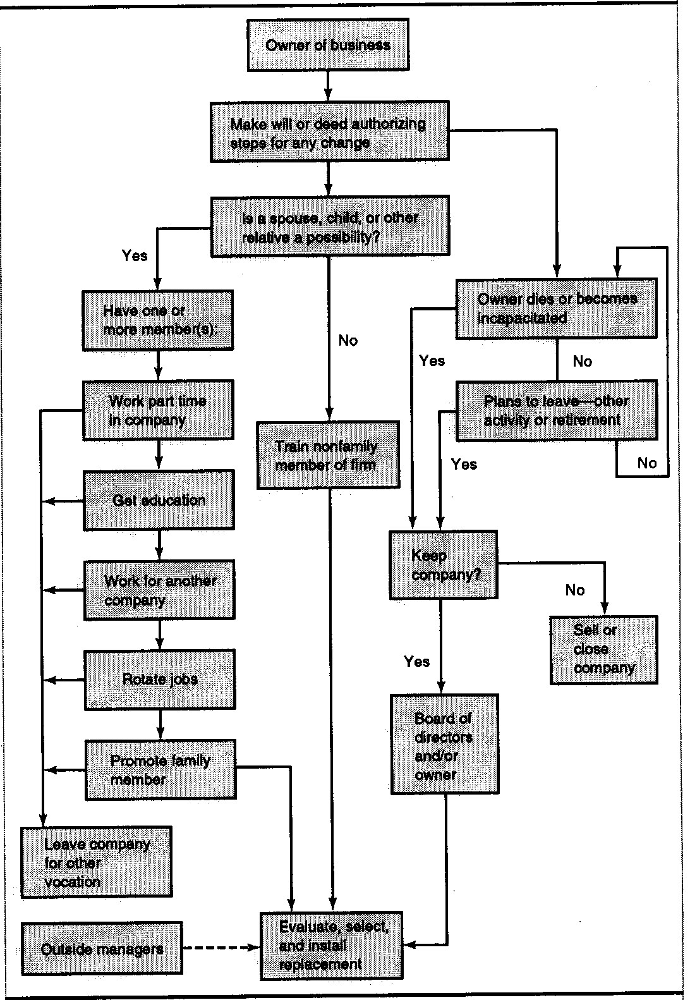 Owner of business
Make will or deed authorizing
steps for any change
Is a spouse, child, or other
relative a possibility?
Yes
Have one or
more member(s):
No
Owner dies or becomes
incapacitated
Yes
No
Work part time
in company
Plans to leave—other
activity or retirement
Train nonfamily
member of firm
Yes
No
Get education
Keep
company?
Work for another
company
No
Sell or
close
company
Rotate jobs
Yes
Board of
directors
and/or
owner
Promote family
member
Leave company
for other
vocation
Evaluate, select,
and install
replacement
Outside managers